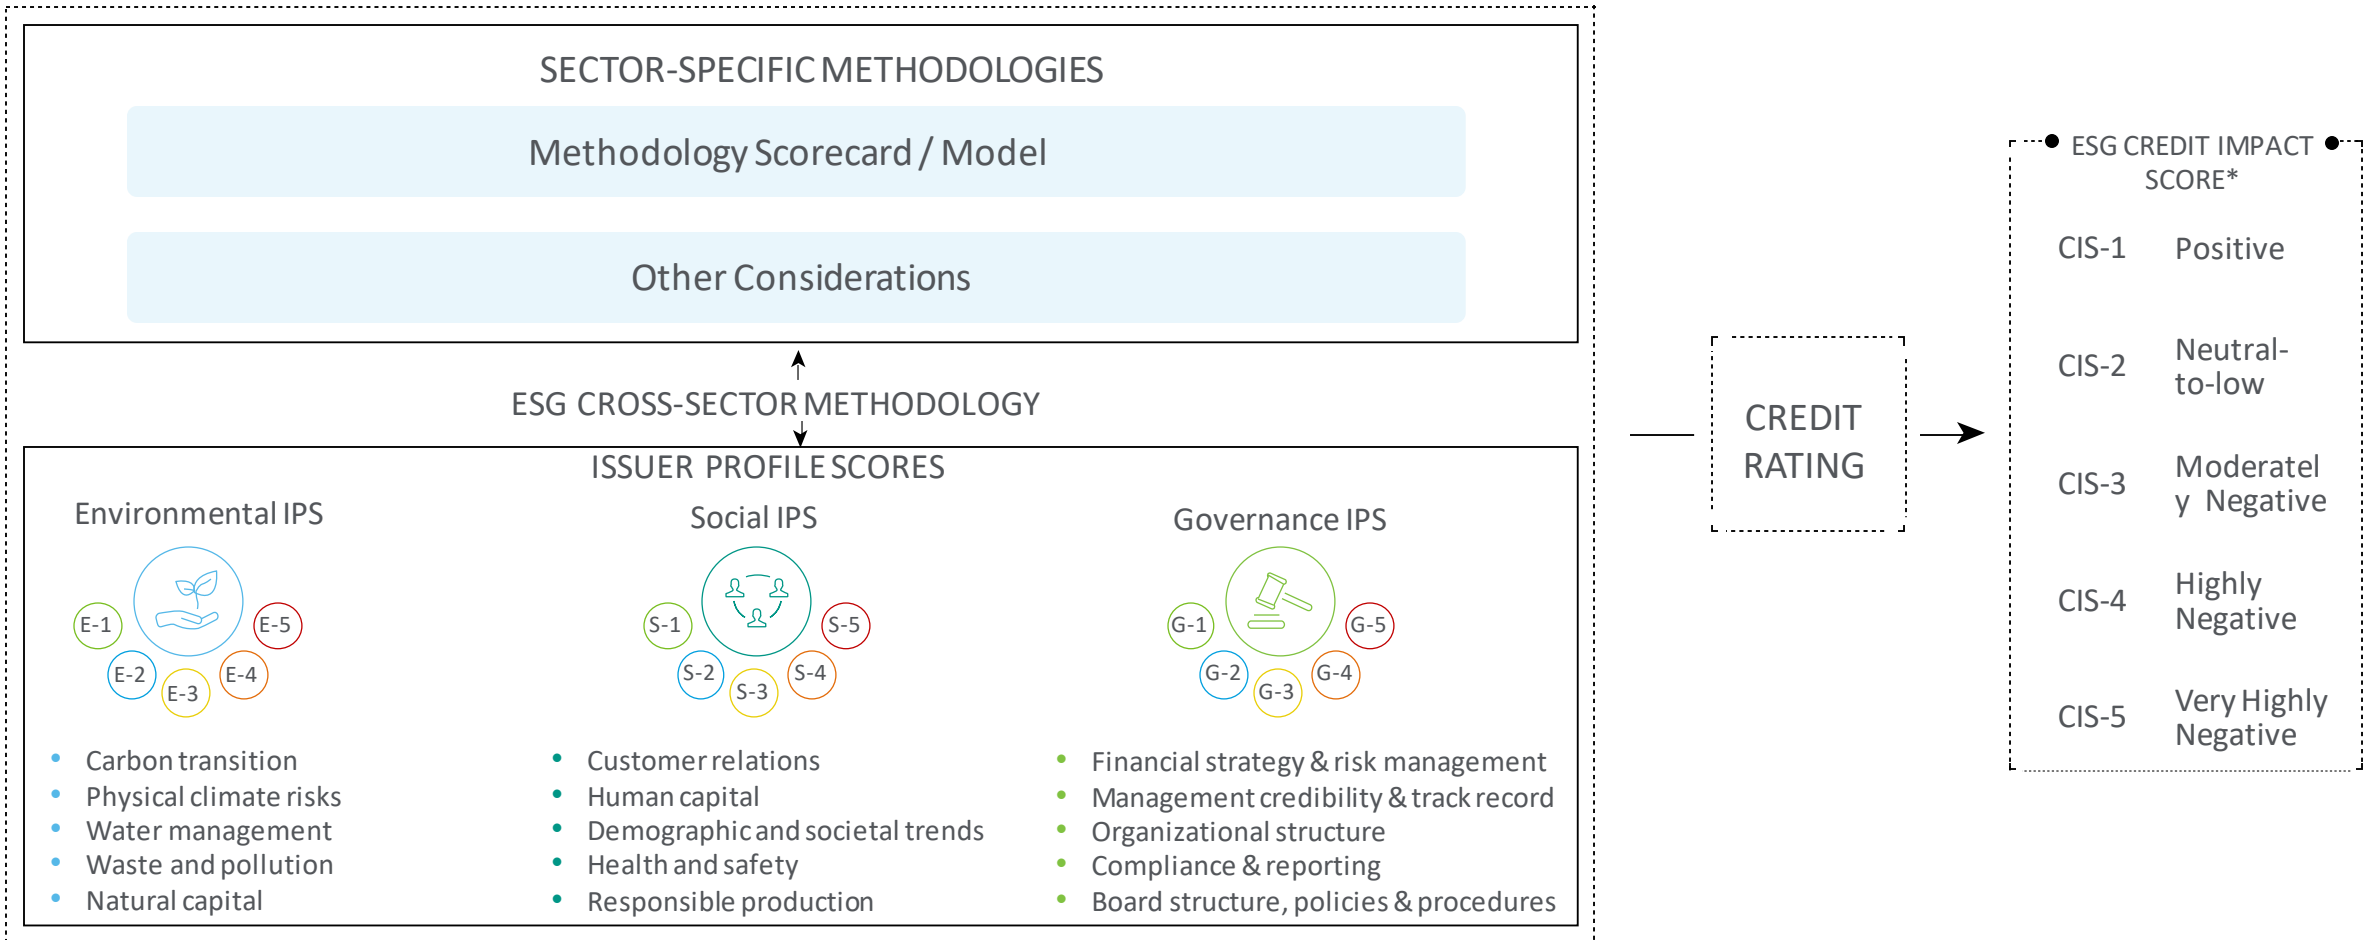 SECTOR-SPECIFIC METHODOLOGIES
Methodology Scorecard / Model
Other Considerations
ESG CROSS-SECTOR METHODOLOGY
ISSUER PROFILE SCORES
Environmental IPS
E-1
E-2
E-3
E-4
E-5
• Carbon transition
• Physical climate risks
• Water management
• Waste and pollution
• Natural capital
Social IPS
S-1
S-2
S-3
S-4
S-5
• Customer relations
• Human capital
• Demographic and societal trends
• Health and safety
• Responsible production
Governance IPS
G-1
G-2
G-3
G-4
G-5
• Financial strategy & risk management
• Management credibility & track record
• Organizational structure
• Compliance & reporting
• Board structure, policies & procedures
CREDIT
RATING
ESG CREDIT IMPACT
SCORE*
CIS-1 Positive
CIS-2 Neutral-
to-low
CIS-3 Moderatel
y Negative
CIS-4 Highly
Negative
CIS-5 Very Highly
Negative